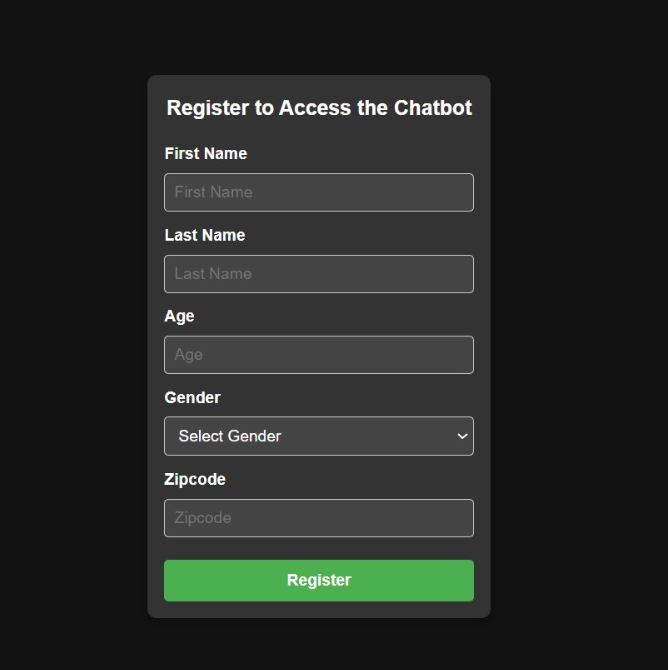 Register to Access the Chatbot
First Name
First Name
Last Name
Last Name
Age
Age
Gender
Select Gender
Zipcode
Zipcode
Register